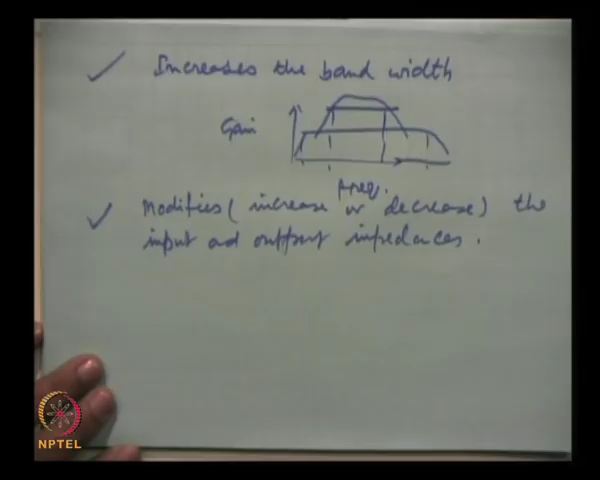 Increases the band width
Gain
freq.
Modifies (increase or decrease) the
input and output impedances.
NPTEL